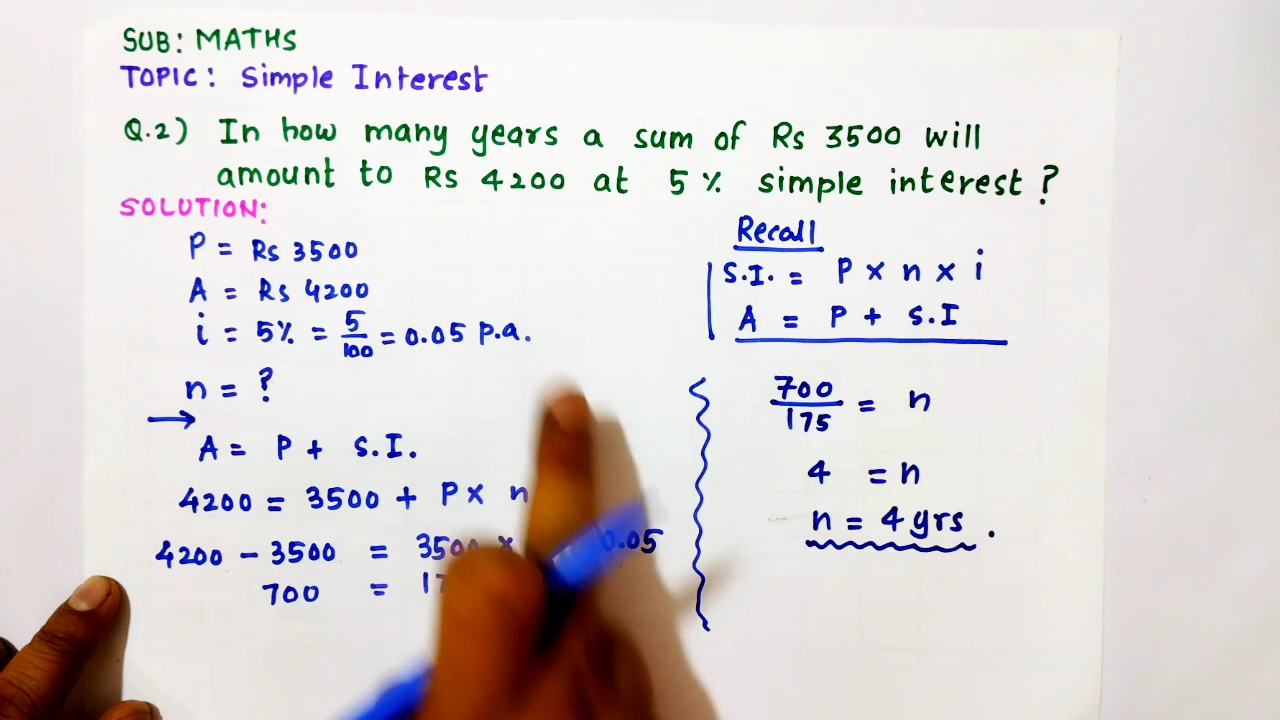 SUB: MATHS
TOPIC: Simple Interest
Q.2) In how many years a sum of Rs 3500 will
amount to Rs 4200 at 5% simple interest?
SOLUTION:
P = Rs 3500
A = Rs 4200
i = 5% = 5/100 = 0.05 p.a.
n = ?
→
A = P + S.I.
4200 = 3500 + P × n
4200 - 3500 = 3500 × 0.05
700 =
Recall
S.I. = P × n × i
A = P + S.I
700/175 = n
4 = n
n = 4 yrs.